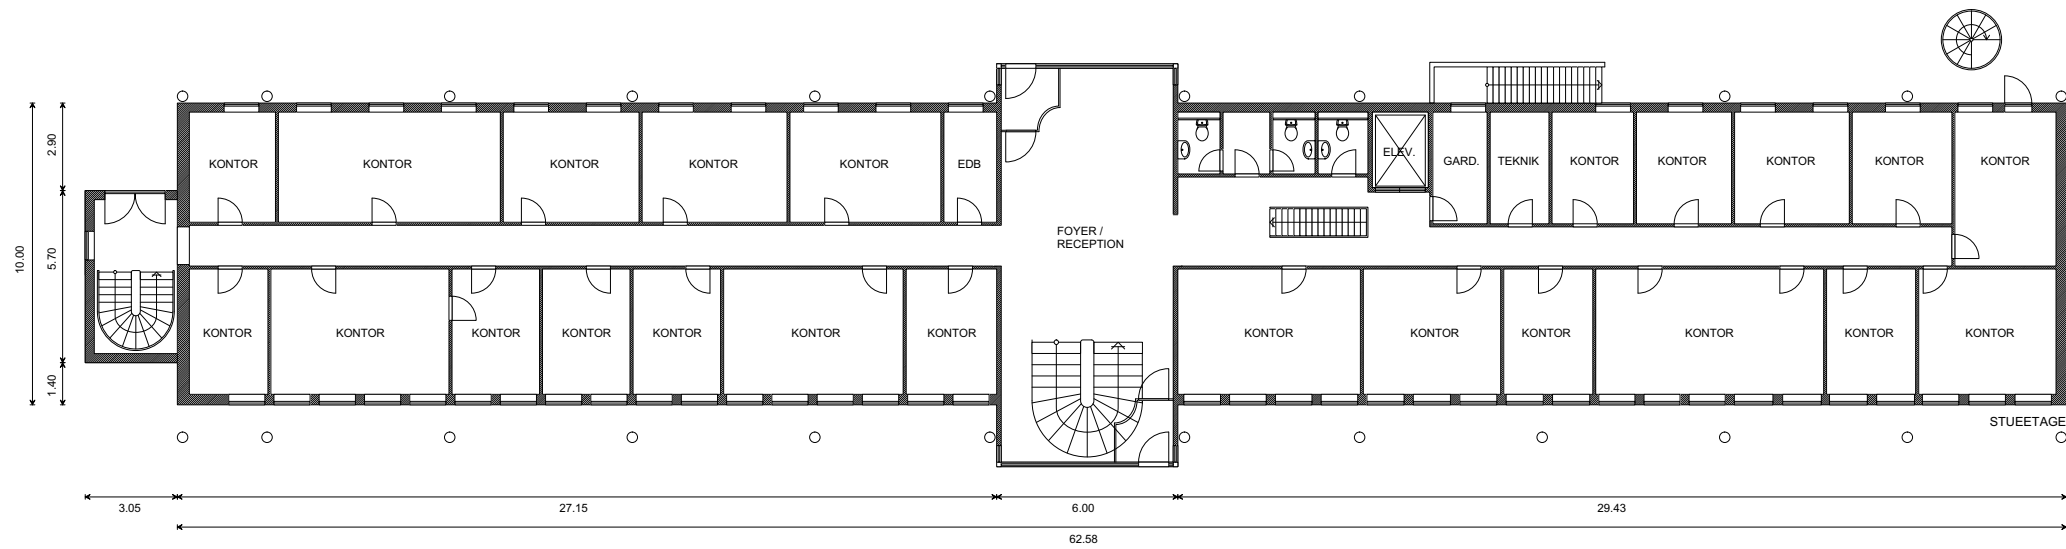 KONTOR KONTOR KONTOR KONTOR KONTOR EDB GARD. TEKNIK KONTOR KONTOR KONTOR KONTOR KONTOR
ELEV.
2.90
10.00
5.70
1.40
FOYER /
RECEPTION
KONTOR KONTOR KONTOR KONTOR KONTOR KONTOR KONTOR KONTOR KONTOR KONTOR KONTOR KONTOR KONTOR
STUEETAGE
3.05 27.15 6.00 29.43
62.58